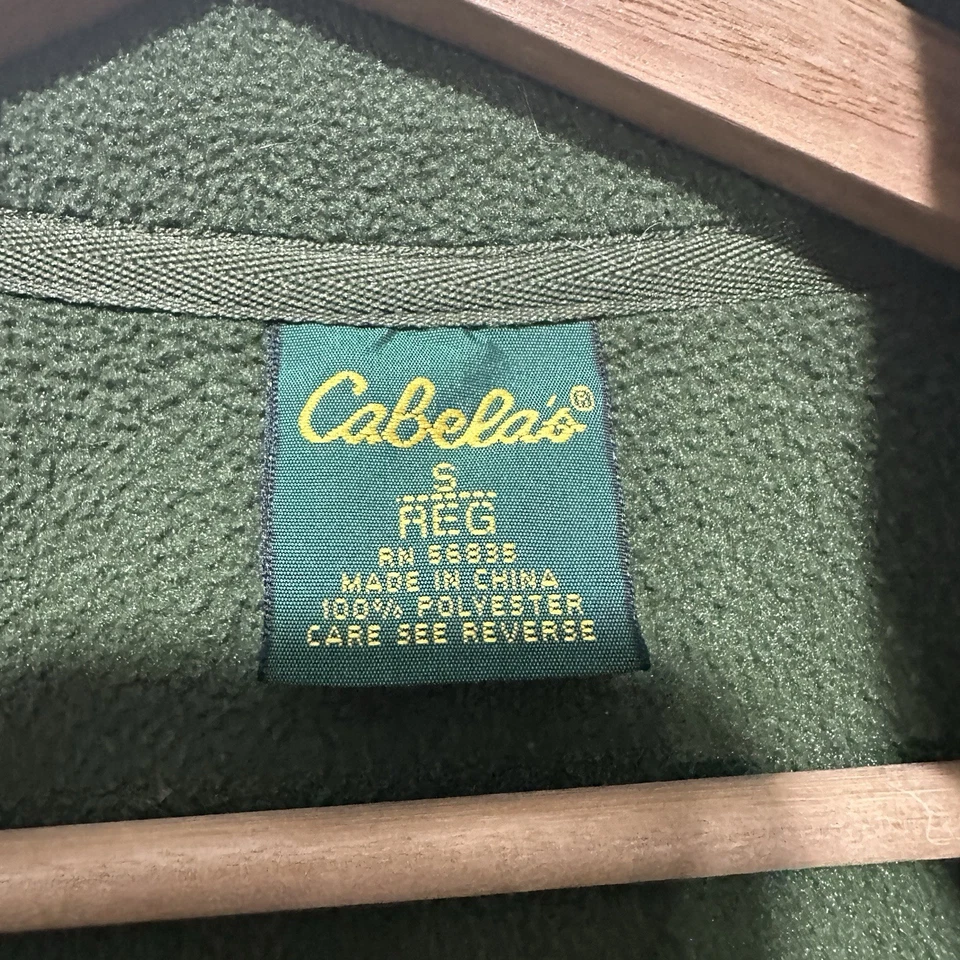 Cabela's®
S
REG
RN 56835
MADE IN CHINA
100% POLYESTER
CARE SEE REVERSE